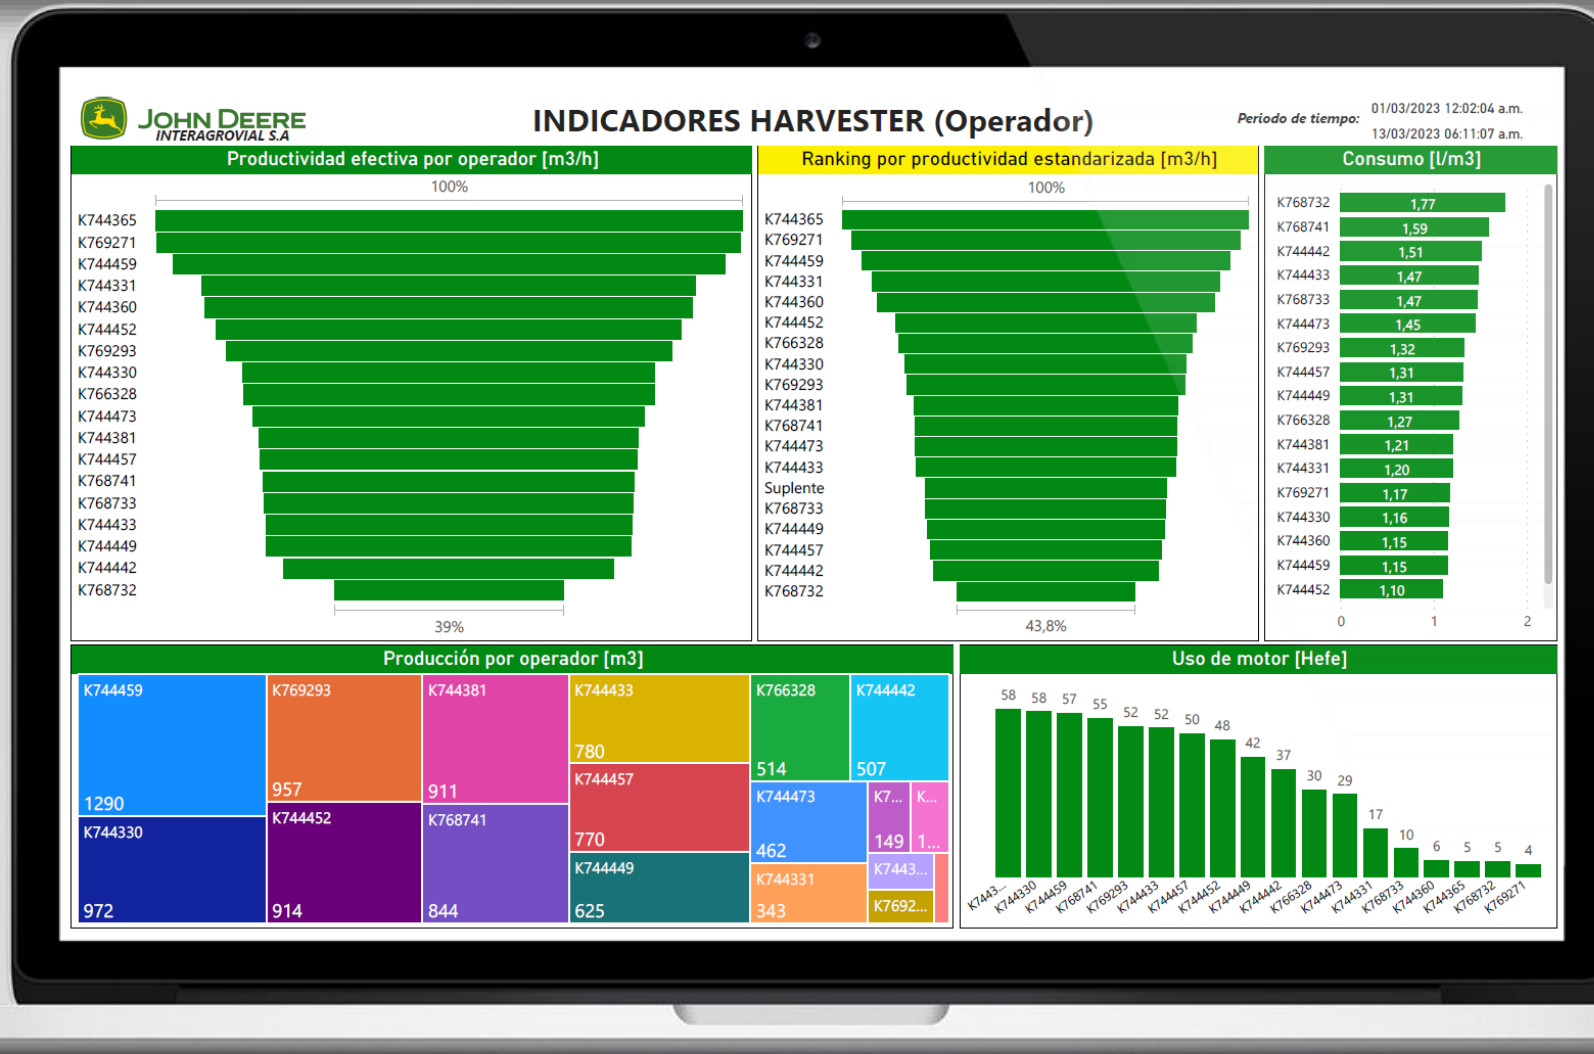 JOHN DEERE
INTERAGROVIAL S.A
INDICADORES HARVESTER (Operador)
Periodo de tiempo:
01/03/2023 12:02:04 a.m.
13/03/2023 06:11:07 a.m.
Productividad efectiva por operador [m3/h]
100%
K744365
K769271
K744459
K744331
K744360
K744452
K769293
K744330
K766328
K744473
K744381
K744457
K768741
K768733
K744433
K744449
K744442
K768732
39%
Ranking por productividad estandarizada [m3/h]
100%
K744365
K769271
K744459
K744331
K744360
K744452
K766328
K744330
K769293
K744381
K768741
K744473
K744433
Suplente
K768733
K744449
K744457
K744442
K768732
43,8%
Consumo [l/m3]
K768732 1,77
K768741 1,59
K744442 1,51
K744433 1,47
K768733 1,47
K744473 1,45
K769293 1,32
K744457 1,31
K744449 1,31
K766328 1,27
K744381 1,21
K744331 1,20
K769271 1,17
K744330 1,16
K744360 1,15
K744459 1,15
K744452 1,10
0 1 2
Producción por operador [m3]
K744459
1290
K744330
972
K769293
957
K744452
914
K744381
911
K768741
844
K744433
780
K744457
770
K744449
625
K766328
514
K744442
507
K744473
462
K744331
343
K7...
149
K...
1...
K7443...
K7692...
Uso de motor [Hefe]
58 58 57 55 52 52 50 48 42 37 30 29 17 10 6 5 5 4
K7443... K744330 K744459 K768741 K769293 K744433 K744457 K744452 K744449 K744442 K766328 K744473 K744331 K768733 K744360 K744365 K768732 K769271